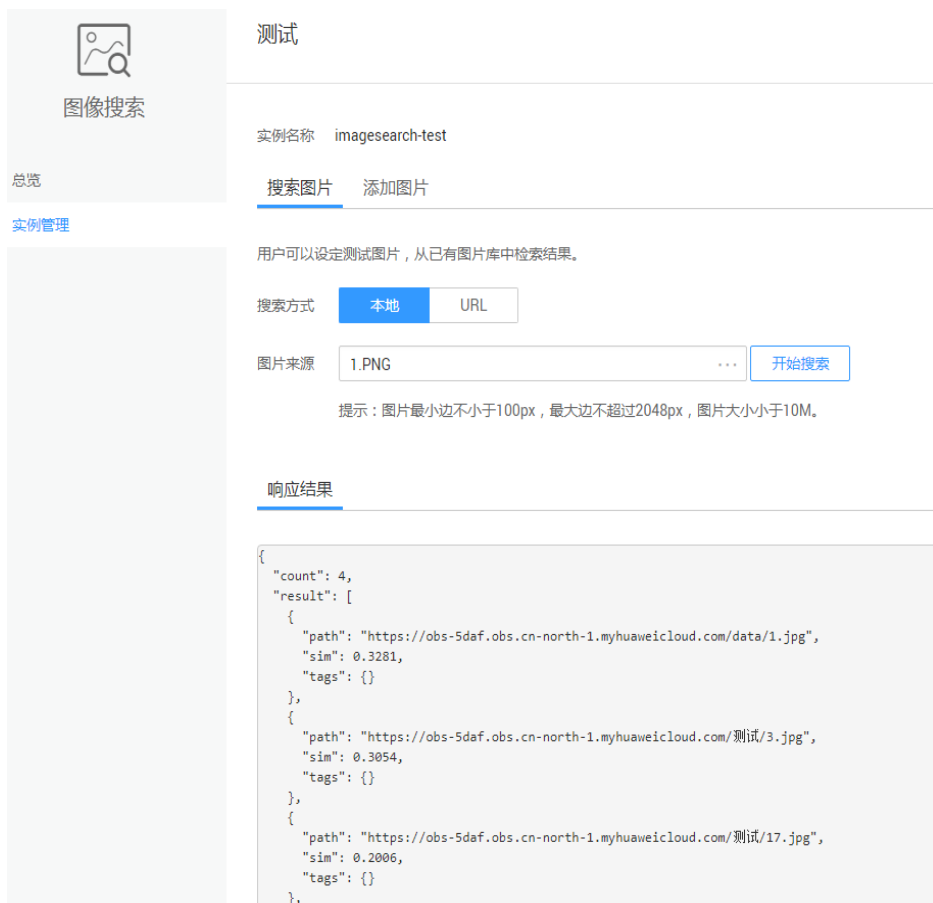 图像搜索
总览
实例管理
测试
实例名称 imagesearch-test
搜索图片 添加图片
用户可以设定测试图片，从已有图片库中检索结果。
搜索方式 本地 URL
图片来源 1.PNG ··· 开始搜索
提示：图片最小边不小于100px，最大边不超过2048px，图片大小小于10M。
响应结果
{
  "count": 4,
  "result": [
    {
      "path": "https://obs-5daf.obs.cn-north-1.myhuaweicloud.com/data/1.jpg",
      "sim": 0.3281,
      "tags": {}
    },
    {
      "path": "https://obs-5daf.obs.cn-north-1.myhuaweicloud.com/测试/3.jpg",
      "sim": 0.3054,
      "tags": {}
    },
    {
      "path": "https://obs-5daf.obs.cn-north-1.myhuaweicloud.com/测试/17.jpg",
      "sim": 0.2006,
      "tags": {}
    },